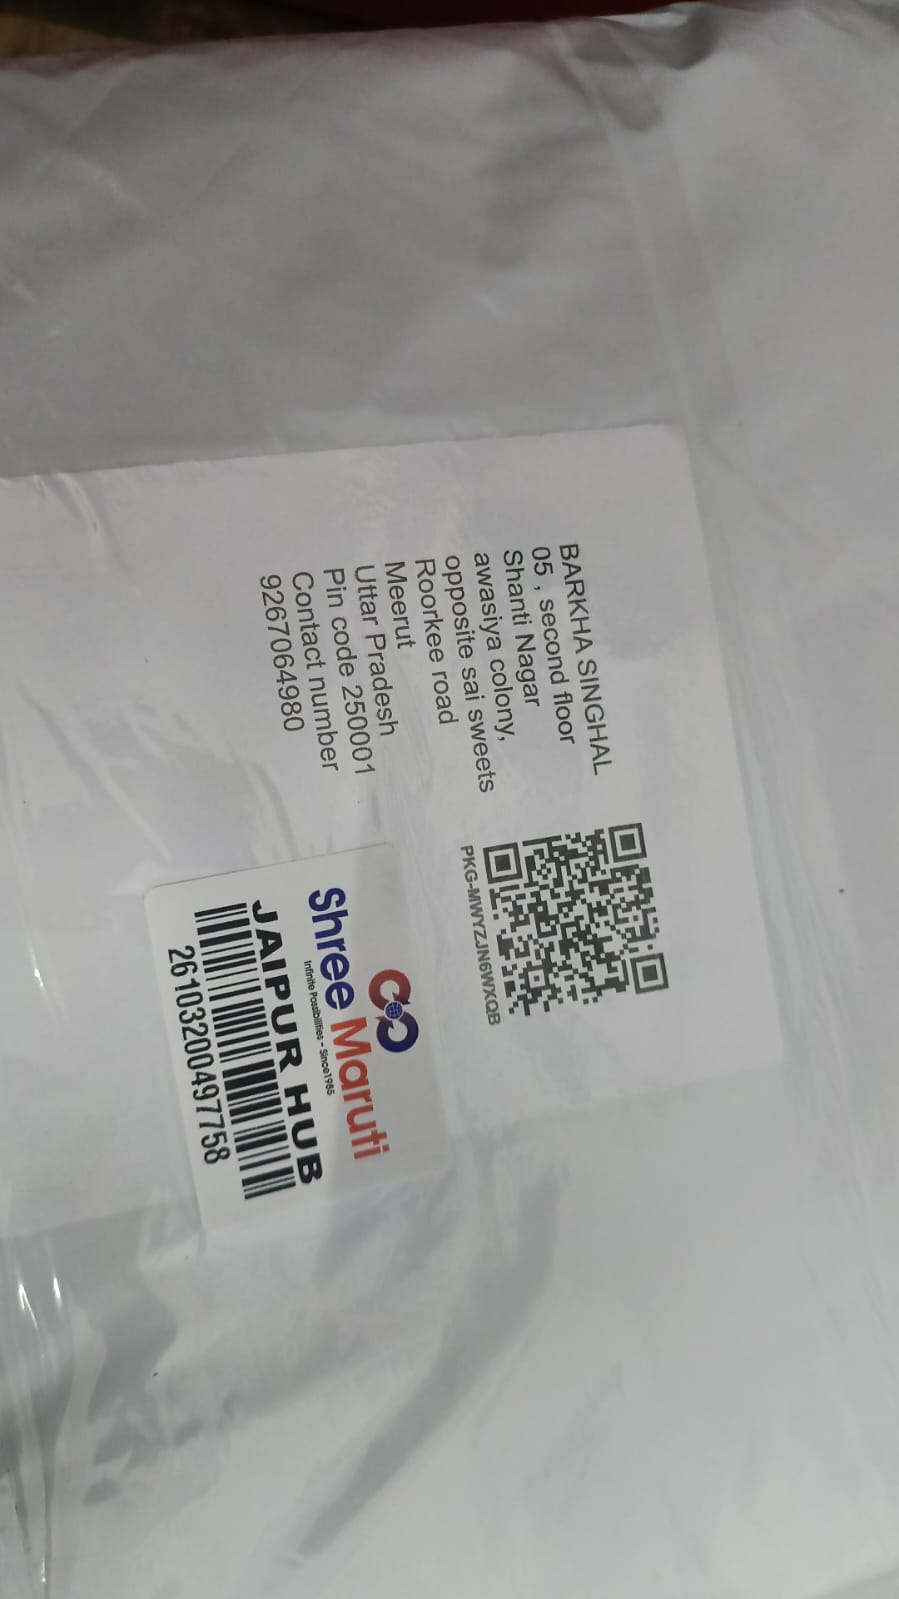 BARKHA SINGHAL
05 , second floor
Shanti Nagar
awasiya colony,
opposite sai sweets
Roorkee road
Meerut
Uttar Pradesh
Pin code 250001
Contact number
9267064980
PKG-MWYZJN6WXQB
Shree Maruti
Infinite Possibilities - Since1985
JAIPUR HUB
26103200497758